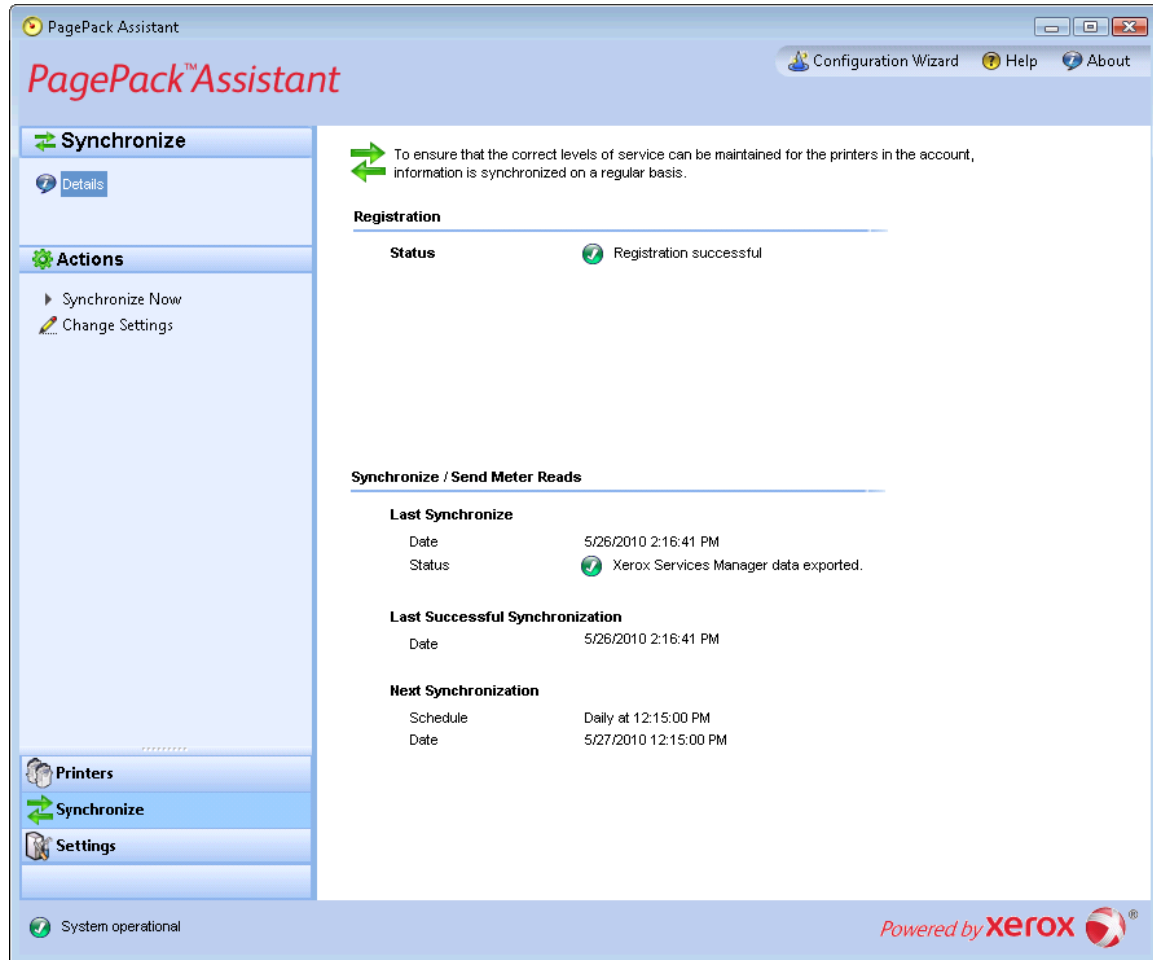 PagePack Assistant
Configuration Wizard Help About
PagePack™Assistant
Synchronize
Details
Actions
Synchronize Now
Change Settings
To ensure that the correct levels of service can be maintained for the printers in the account,
information is synchronized on a regular basis.
Registration
Status Registration successful
Synchronize / Send Meter Reads
Last Synchronize
Date 5/26/2010 2:16:41 PM
Status Xerox Services Manager data exported.
Last Successful Synchronization
Date 5/26/2010 2:16:41 PM
Next Synchronization
Schedule Daily at 12:15:00 PM
Date 5/27/2010 12:15:00 PM
Printers
Synchronize
Settings
System operational
Powered by xerox ®